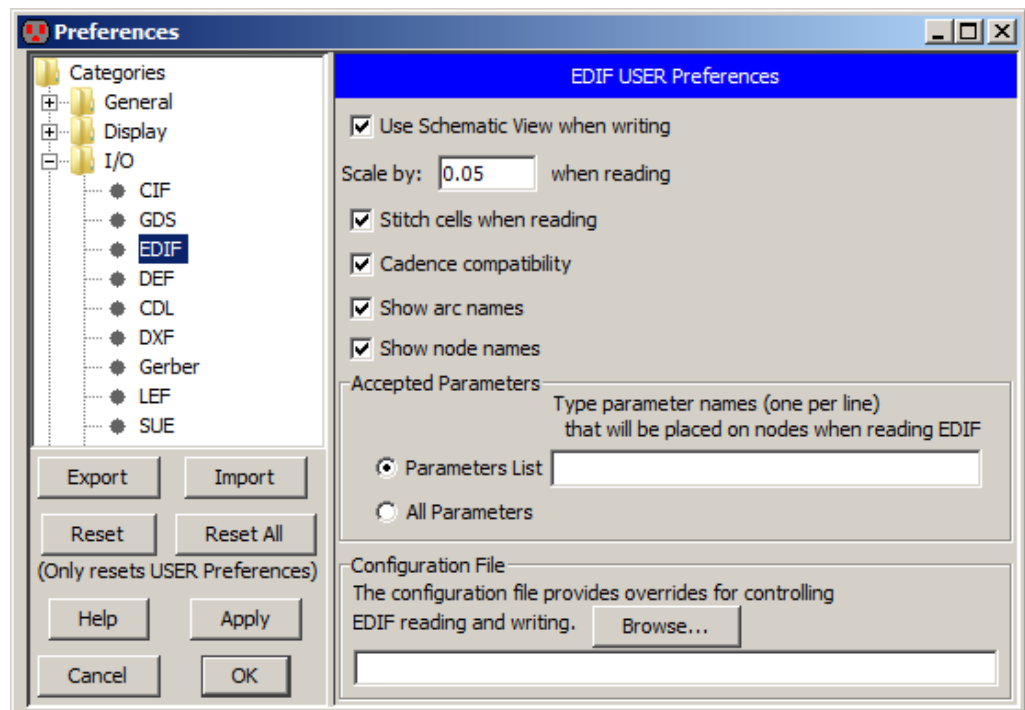 Preferences
Categories
General
Display
I/O
CIF
GDS
EDIF
DEF
CDL
DXF
Gerber
LEF
SUE
Export Import
Reset Reset All
(Only resets USER Preferences)
Help Apply
Cancel OK
EDIF USER Preferences
Use Schematic View when writing
Scale by: 0.05 when reading
Stitch cells when reading
Cadence compatibility
Show arc names
Show node names
Accepted Parameters
Type parameter names (one per line)
that will be placed on nodes when reading EDIF
Parameters List
All Parameters
Configuration File
The configuration file provides overrides for controlling
EDIF reading and writing. Browse...